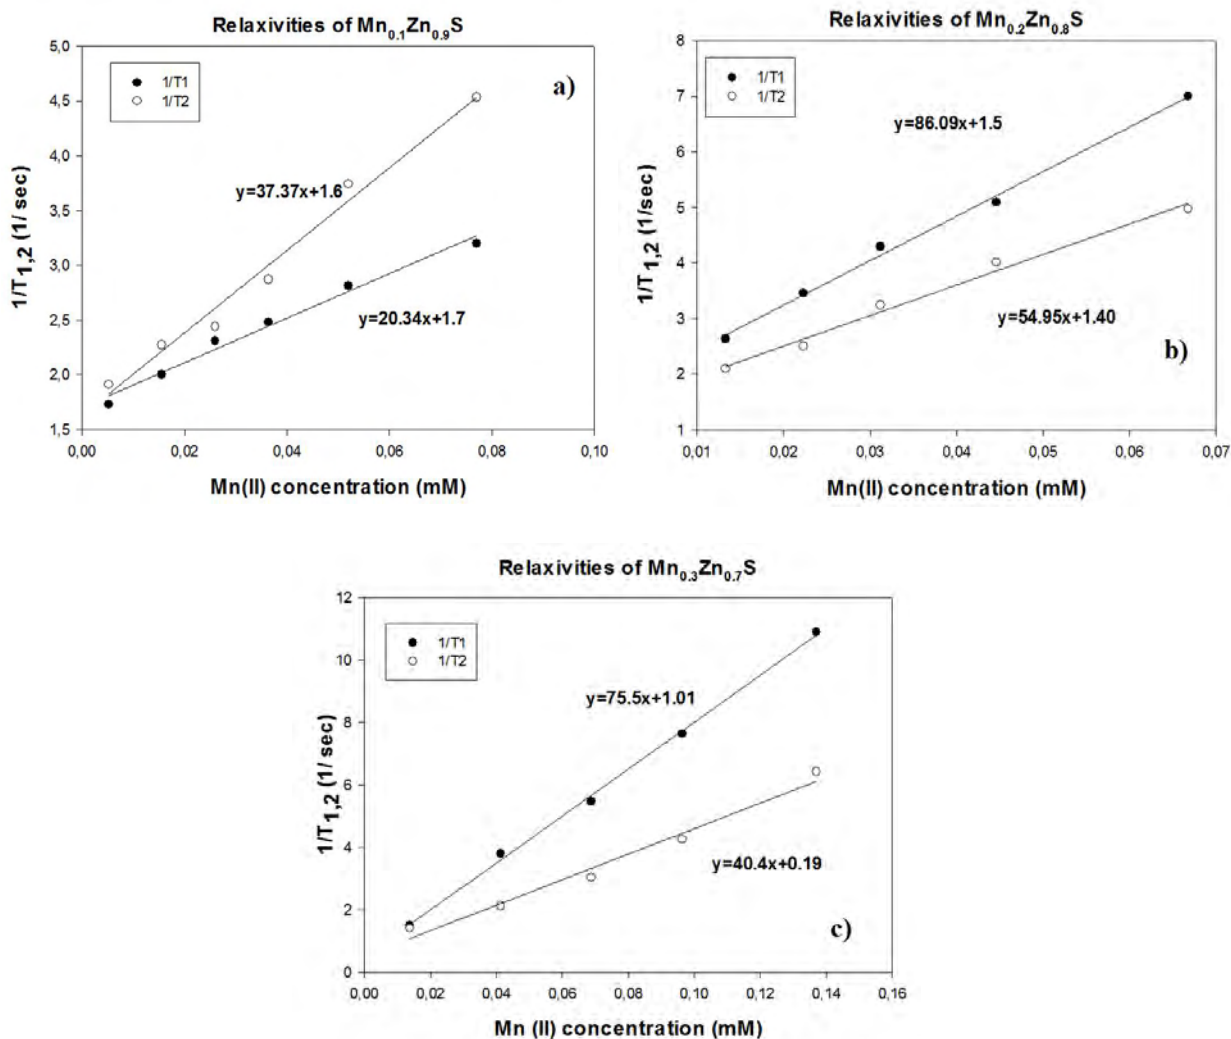 Relaxivities of Mn0.1Zn0.9S
5,0
4,5
4,0
3,5
3,0
2,5
2,0
1,5
1/T1,2 (1/ sec)
1/T1
1/T2
a)
y=37.37x+1.6
y=20.34x+1.7
0,00 0,02 0,04 0,06 0,08 0,10
Mn(II) concentration (mM)
Relaxivities of Mn0.2Zn0.8S
8
7
6
5
4
3
2
1
1/T1,2 (1/sec)
1/T1
1/T2
y=86.09x+1.5
y=54.95x+1.40
b)
0,01 0,02 0,03 0,04 0,05 0,06 0,07
Mn(II) concentration (mM)
Relaxivities of Mn0.3Zn0.7S
12
10
8
6
4
2
0
1/T1,2 (1/ sec)
1/T1
1/T2
y=75.5x+1.01
y=40.4x+0.19
c)
0,00 0,02 0,04 0,06 0,08 0,10 0,12 0,14 0,16
Mn (II) concentration (mM)